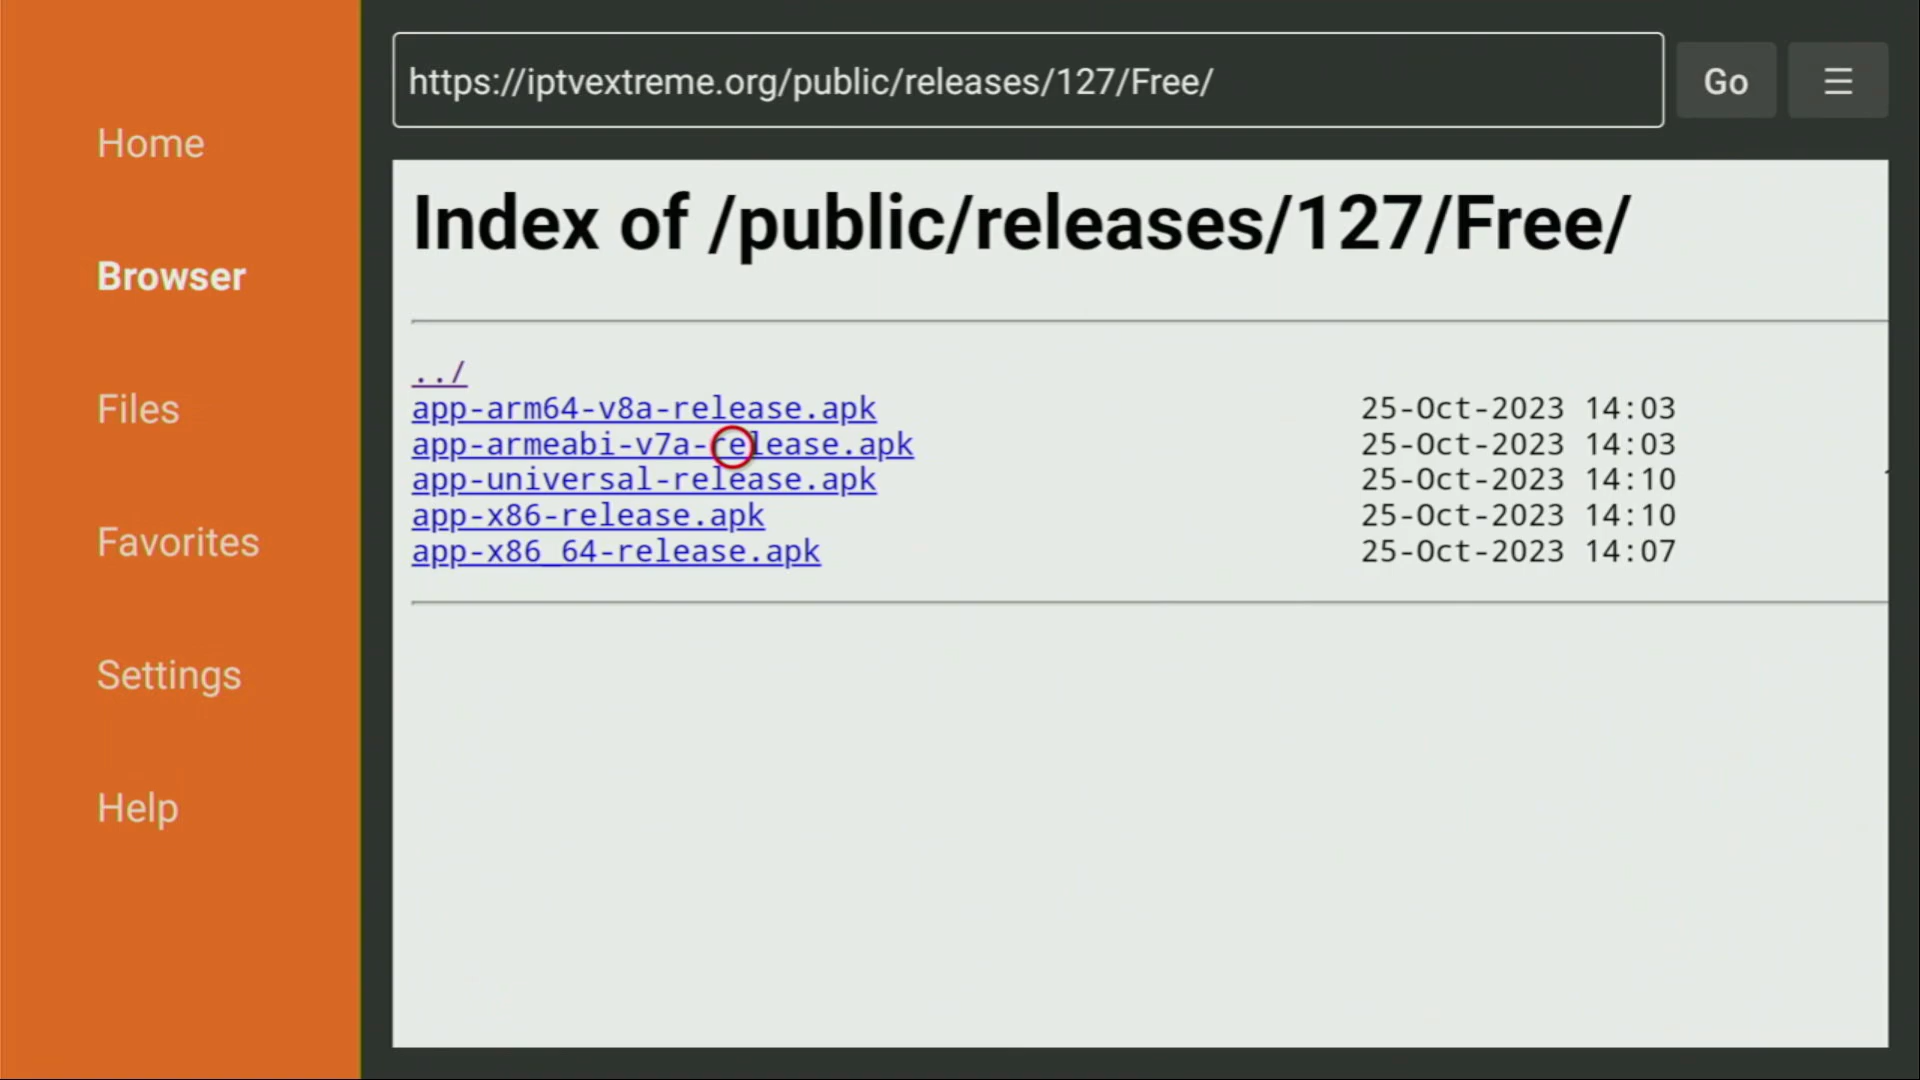 Home
Browser
Files
Favorites
Settings
Help
https://iptvextreme.org/public/releases/127/Free/
Go
Index of /public/releases/127/Free/
../
app-arm64-v8a-release.apk 25-Oct-2023 14:03
app-armeabi-v7a-release.apk 25-Oct-2023 14:03
app-universal-release.apk 25-Oct-2023 14:10
app-x86-release.apk 25-Oct-2023 14:10
app-x86_64-release.apk 25-Oct-2023 14:07